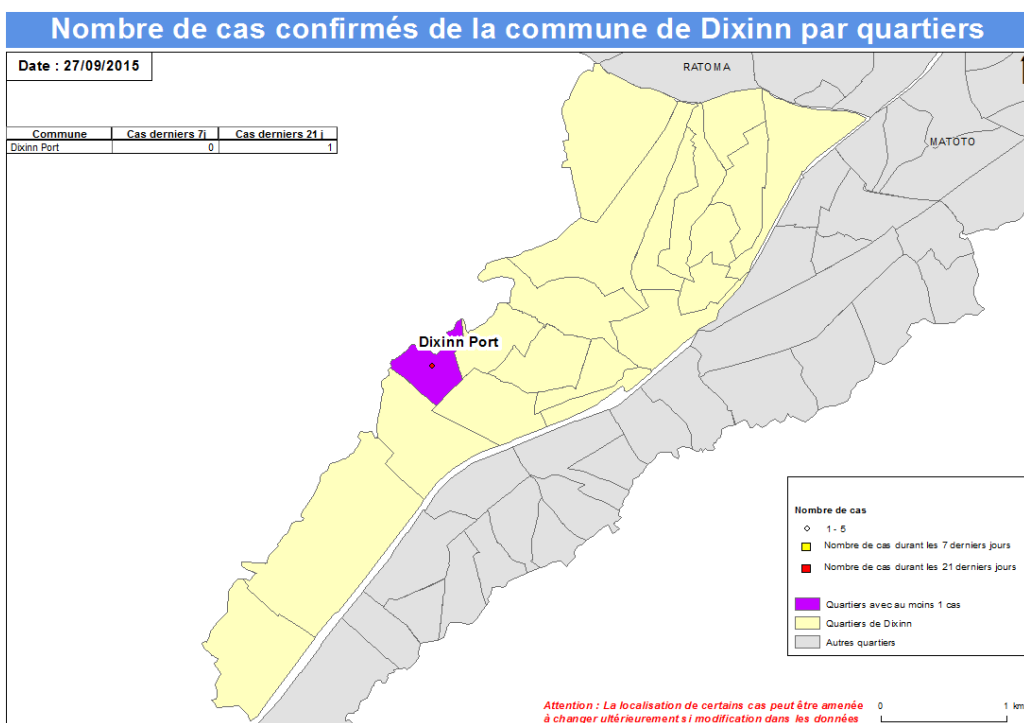 Nombre de cas confirmés de la commune de Dixinn par quartiers
Date : 27/09/2015
RATOMA
Commune Cas derniers 7j Cas derniers 21 j
Dixinn Port 0 1
MATOTO
Dixinn Port
Nombre de cas
1 - 5
Nombre de cas durant les 7 derniers jours
Nombre de cas durant les 21 derniers jours
Quartiers avec au moins 1 cas
Quartiers de Dixinn
Autres quartiers
Attention : La localisation de certains cas peut être amenée
à changer ultérieurement si modification dans les données
0 1 km